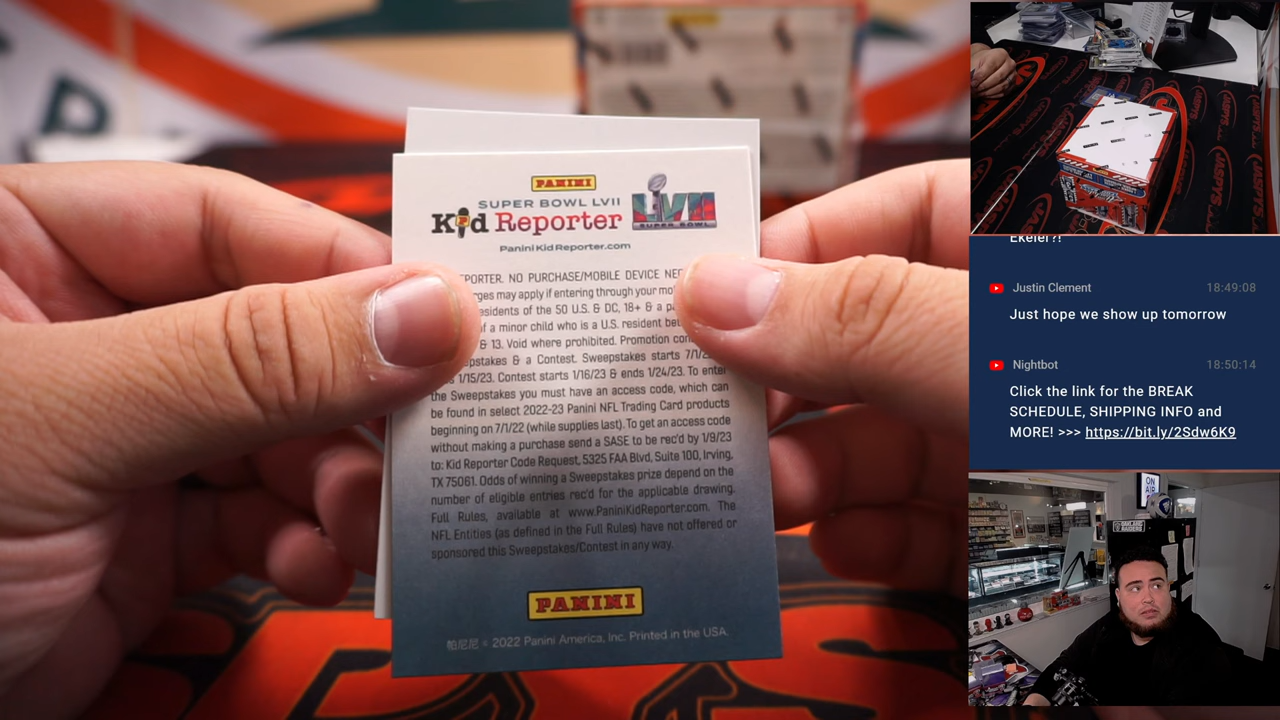 PANINI
SUPER BOWL LVII
Kid Reporter
LVII
SUPER BOWL
PaniniKidReporter.com
PORTER. NO PURCHASE/MOBILE DEVICE
may apply if entering through your
esidents of the 50 U.S. & DC, 18+ & a
of a minor child who is a U.S. resident
& 13. Void where prohibited. Promotion
pstakes & a Contest. Sweepstakes starts
1/15/23. Contest starts 1/16/23 & ends 1/24/23. To enter
the Sweepstakes you must have an access code, which can
be found in select 2022-23 Panini NFL Trading Card products
beginning on 7/1/22 (while supplies last). To get an access code
without making a purchase send a SASE to be rec'd by 1/9/23
to: Kid Reporter Code Request, 5325 FAA Blvd, Suite 100, Irving,
TX 75061. Odds of winning a Sweepstakes prize depend on the
number of eligible entries rec'd for the applicable drawing.
Full Rules, available at www.PaniniKidReporter.com. The
NFL Entities (as defined in the Full Rules) have not offered or
sponsored this Sweepstakes/Contest in any way.
PANINI
帕尼尼 © 2022 Panini America, Inc. Printed in the USA.
Ekeler?!
Justin Clement 18:49:08
Just hope we show up tomorrow
Nightbot 18:50:14
Click the link for the BREAK
SCHEDULE, SHIPPING INFO and
MORE! >>> https://bit.ly/2Sdw6K9
JASPYS
ON
AIR